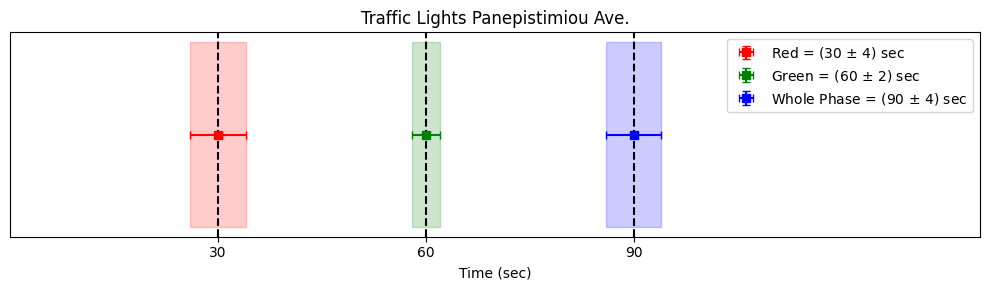 Traffic Lights Panepistimiou Ave.
Red = (30 ± 4) sec
Green = (60 ± 2) sec
Whole Phase = (90 ± 4) sec
30
60
90
Time (sec)